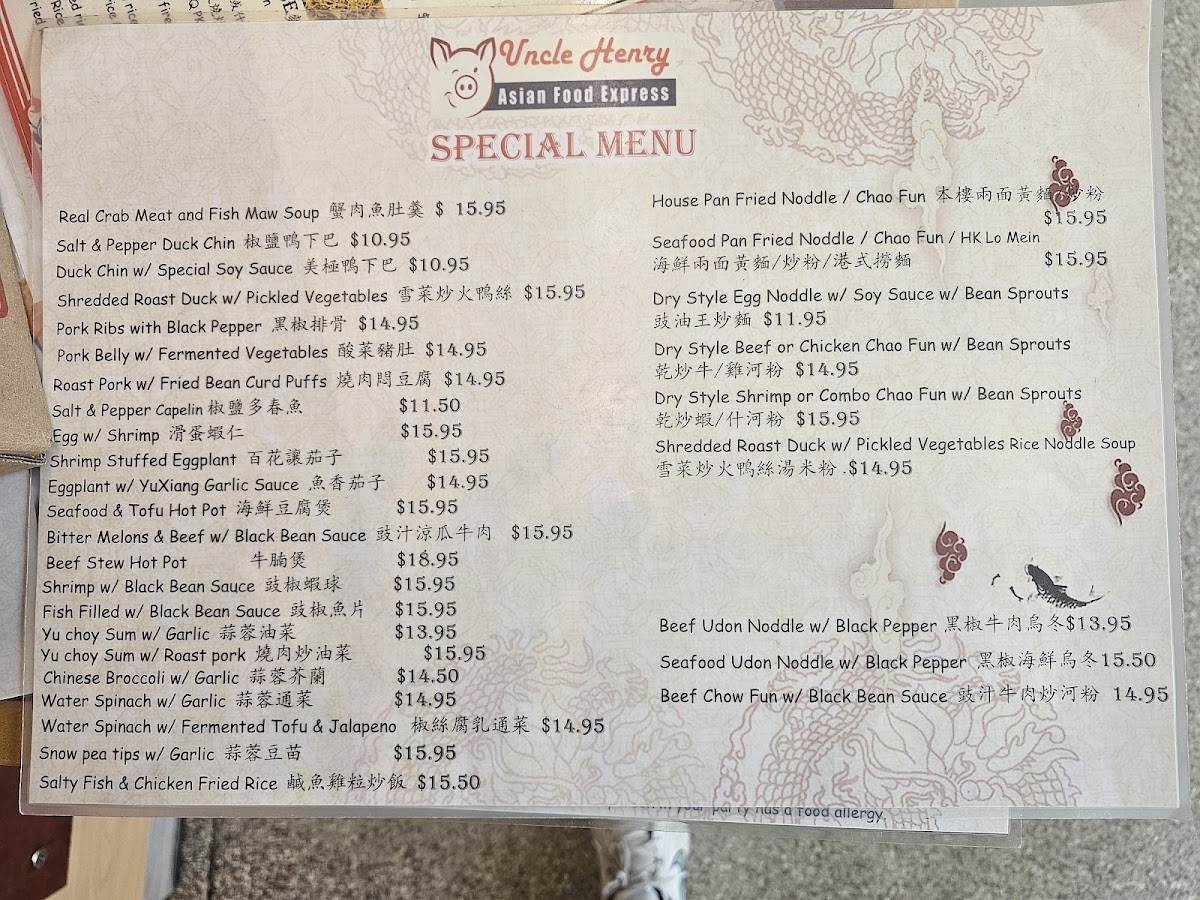 Uncle Henry
Asian Food Express
SPECIAL MENU
Real Crab Meat and Fish Maw Soup 蟹肉魚肚羹 $ 15.95
Salt & Pepper Duck Chin 椒鹽鴨下巴 $10.95
Duck Chin w/ Special Soy Sauce 美極鴨下巴 $10.95
Shredded Roast Duck w/ Pickled Vegetables 雪菜炒火鴨絲 $15.95
Pork Ribs with Black Pepper 黑椒排骨 $14.95
Pork Belly w/ Fermented Vegetables 酸菜豬肚 $14.95
Roast Pork w/ Fried Bean Curd Puffs 燒肉悶豆腐 $14.95
Salt & Pepper Capelin 椒鹽多春魚 $11.50
Egg w/ Shrimp 滑蛋蝦仁 $15.95
Shrimp Stuffed Eggplant 百花讓茄子 $15.95
Eggplant w/ YuXiang Garlic Sauce 魚香茄子 $14.95
Seafood & Tofu Hot Pot 海鮮豆腐煲 $15.95
Bitter Melons & Beef w/ Black Bean Sauce 豉汁涼瓜牛肉 $15.95
Beef Stew Hot Pot 牛腩煲 $18.95
Shrimp w/ Black Bean Sauce 豉椒蝦球 $15.95
Fish Filled w/ Black Bean Sauce 豉椒魚片 $15.95
Yu choy Sum w/ Garlic 蒜蓉油菜 $13.95
Yu choy Sum w/ Roast pork 燒肉炒油菜 $15.95
Chinese Broccoli w/ Garlic 蒜蓉芥蘭 $14.50
Water Spinach w/ Garlic 蒜蓉通菜 $14.95
Water Spinach w/ Fermented Tofu & Jalapeno 椒絲腐乳通菜 $14.95
Snow pea tips w/ Garlic 蒜蓉豆苗 $15.95
Salty Fish & Chicken Fried Rice 鹹魚雞粒炒飯 $15.50
House Pan Fried Noddle / Chao Fun 本樓兩面黃麵/炒粉
$15.95
Seafood Pan Fried Noddle / Chao Fun / HK Lo Mein
海鮮兩面黃麵/炒粉/港式撈麵 $15.95
Dry Style Egg Noddle w/ Soy Sauce w/ Bean Sprouts
豉油王炒麵 $11.95
Dry Style Beef or Chicken Chao Fun w/ Bean Sprouts
乾炒牛/雞河粉 $14.95
Dry Style Shrimp or Combo Chao Fun w/ Bean Sprouts
乾炒蝦/什河粉 $15.95
Shredded Roast Duck w/ Pickled Vegetables Rice Noddle Soup
雪菜炒火鴨絲湯米粉 .$14.95
Beef Udon Noddle w/ Black Pepper 黑椒牛肉烏冬$13.95
Seafood Udon Noddle w/ Black Pepper 黑椒海鮮烏冬15.50
Beef Chow Fun w/ Black Bean Sauce 豉汁牛肉炒河粉 14.95
your party has a food allergy.